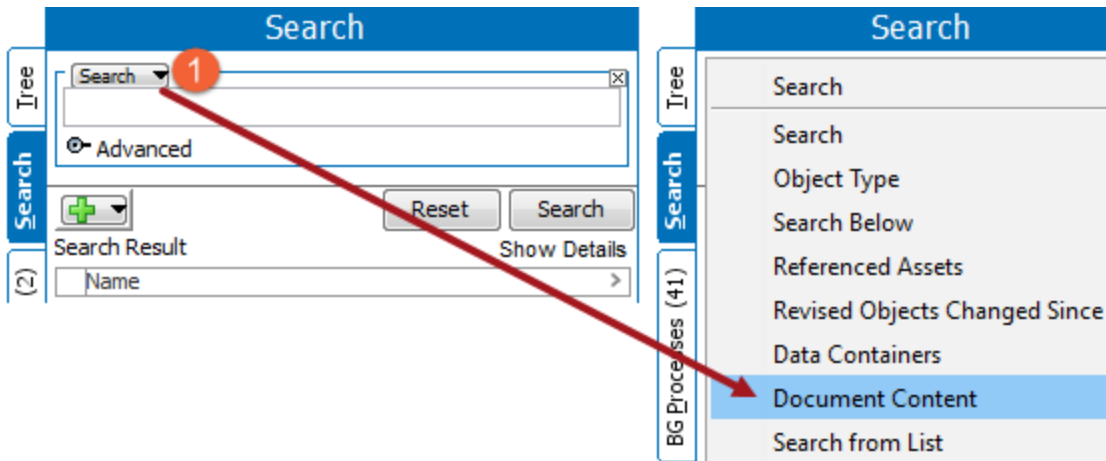 Search
Tree
Search
(2)
Search
1
Advanced
Reset
Search
Search Result
Show Details
Name
Search
Tree
Search
BG Processes (41)
Search
Search
Object Type
Search Below
Referenced Assets
Revised Objects Changed Since
Data Containers
Document Content
Search from List